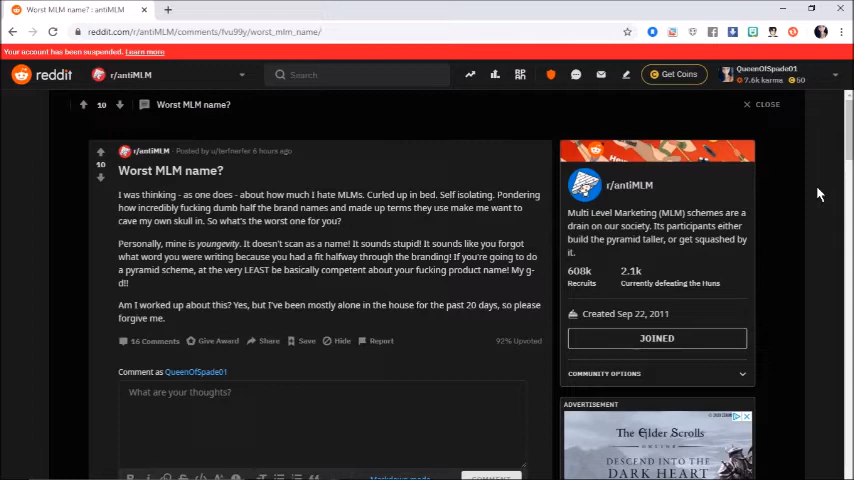 Worst MLM name? : antiMLM
reddit.com/r/antiMLM/comments/fvu99y/worst_mlm_name/
Your account has been suspended. Learn more
reddit
r/antiMLM
Search
Get Coins
QueenOfSpade01
7.6k karma 50
10
Worst MLM name?
CLOSE
r/antiMLM · Posted by u/terfnerfer 6 hours ago
10
Worst MLM name?
I was thinking - as one does - about how much I hate MLMs. Curled up in bed. Self isolating. Pondering
how incredibly fucking dumb half the brand names and made up terms they use make me want to
cave my own skull in. So what's the worst one for you?
Personally, mine is youngevity. It doesn't scan as a name! It sounds stupid! It sounds like you forgot
what word you were writing because you had a fit halfway through the branding! If you're going to do
a pyramid scheme, at the very LEAST be basically competent about your fucking product name! My g-
d!!
Am I worked up about this? Yes, but I've been mostly alone in the house for the past 20 days, so please
forgive me.
16 Comments Give Award Share Save Hide Report 92% Upvoted
Comment as QueenOfSpade01
What are your thoughts?
Markdown mode
COMMENT
r/antiMLM
Multi Level Marketing (MLM) schemes are a
drain on our society. Its participants either
build the pyramid taller, or get squashed by
it.
608k 2.1k
Recruits Currently defeating the Huns
Created Sep 22, 2011
JOINED
COMMUNITY OPTIONS
ADVERTISEMENT
The Elder Scrolls
ONLINE
DESCEND INTO THE
DARK HEART